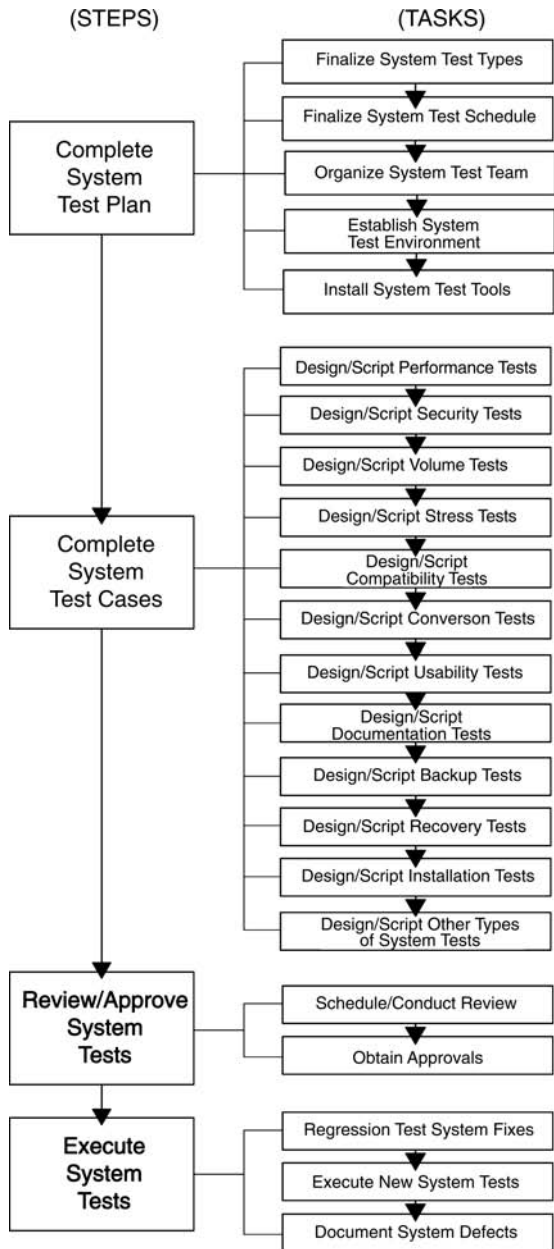 (STEPS)
(TASKS)
Complete
System
Test Plan
Finalize System Test Types
Finalize System Test Schedule
Organize System Test Team
Establish System
Test Environment
Install System Test Tools
Complete
System
Test Cases
Design/Script Performance Tests
Design/Script Security Tests
Design/Script Volume Tests
Design/Script Stress Tests
Design/Script
Compatibility Tests
Design/Script Converson Tests
Design/Script Usability Tests
Design/Script
Documentation Tests
Design/Script Backup Tests
Design/Script Recovery Tests
Design/Script Installation Tests
Design/Script Other Types
of System Tests
Review/Approve
System
Tests
Schedule/Conduct Review
Obtain Approvals
Execute
System
Tests
Regression Test System Fixes
Execute New System Tests
Document System Defects